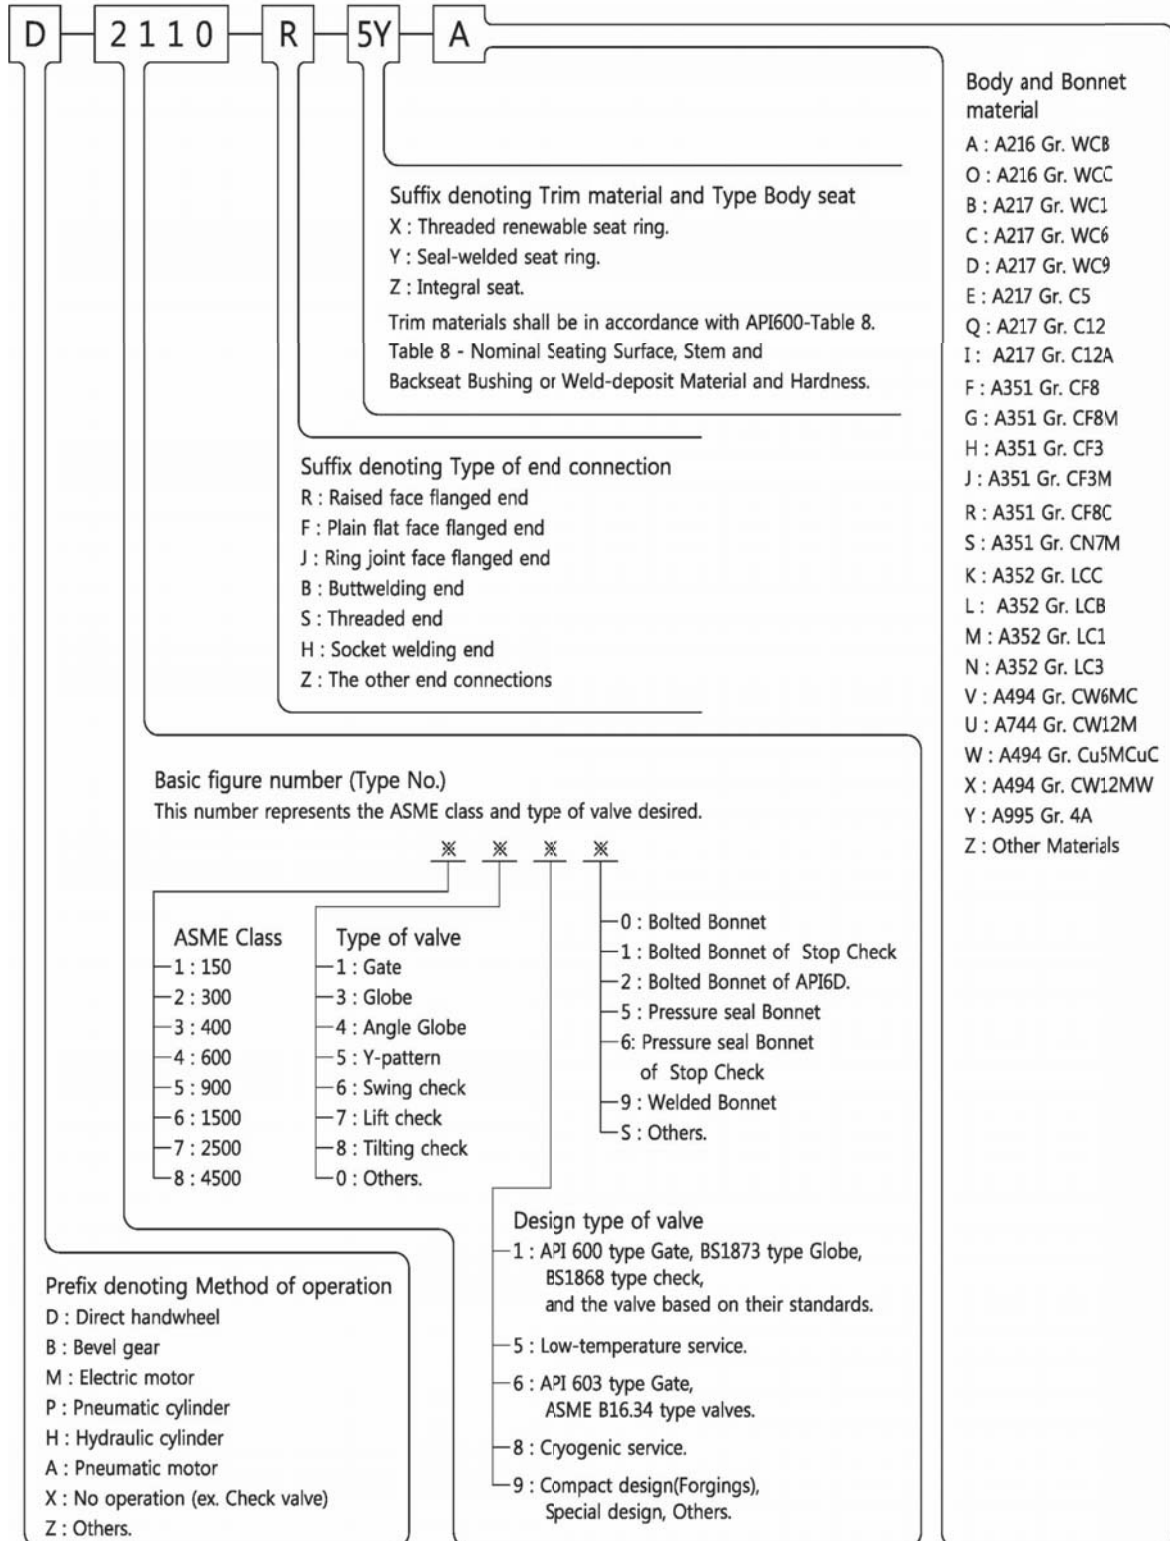 D 2110 R 5Y A
Body and Bonnet
material
A : A216 Gr. WCB
O : A216 Gr. WCC
B : A217 Gr. WC1
C : A217 Gr. WC6
D : A217 Gr. WC9
E : A217 Gr. C5
Q : A217 Gr. C12
I : A217 Gr. C12A
F : A351 Gr. CF8
G : A351 Gr. CF8M
H : A351 Gr. CF3
J : A351 Gr. CF3M
R : A351 Gr. CF8C
S : A351 Gr. CN7M
K : A352 Gr. LCC
L : A352 Gr. LCB
M : A352 Gr. LC1
N : A352 Gr. LC3
V : A494 Gr. CW6MC
U : A744 Gr. CW12M
W : A494 Gr. Cu5MCuC
X : A494 Gr. CW12MW
Y : A995 Gr. 4A
Z : Other Materials
Suffix denoting Trim material and Type Body seat
X : Threaded renewable seat ring.
Y : Seal-welded seat ring.
Z : Integral seat.
Trim materials shall be in accordance with API600-Table 8.
Table 8 - Nominal Seating Surface, Stem and
Backseat Bushing or Weld-deposit Material and Hardness.
Suffix denoting Type of end connection
R : Raised face flanged end
F : Plain flat face flanged end
J : Ring joint face flanged end
B : Buttwelding end
S : Threaded end
H : Socket welding end
Z : The other end connections
Basic figure number (Type No.)
This number represents the ASME class and type of valve desired.
※ ※ ※ ※
ASME Class
1 : 150
2 : 300
3 : 400
4 : 600
5 : 900
6 : 1500
7 : 2500
8 : 4500
Type of valve
1 : Gate
3 : Globe
4 : Angle Globe
5 : Y-pattern
6 : Swing check
7 : Lift check
8 : Tilting check
0 : Others.
0 : Bolted Bonnet
1 : Bolted Bonnet of Stop Check
2 : Bolted Bonnet of API6D.
5 : Pressure seal Bonnet
6: Pressure seal Bonnet
of Stop Check
9 : Welded Bonnet
S : Others.
Design type of valve
1 : API 600 type Gate, BS1873 type Globe,
BS1868 type check,
and the valve based on their standards.
5 : Low-temperature service.
6 : API 603 type Gate,
ASME B16.34 type valves.
8 : Cryogenic service.
9 : Compact design(Forgings),
Special design, Others.
Prefix denoting Method of operation
D : Direct handwheel
B : Bevel gear
M : Electric motor
P : Pneumatic cylinder
H : Hydraulic cylinder
A : Pneumatic motor
X : No operation (ex. Check valve)
Z : Others.